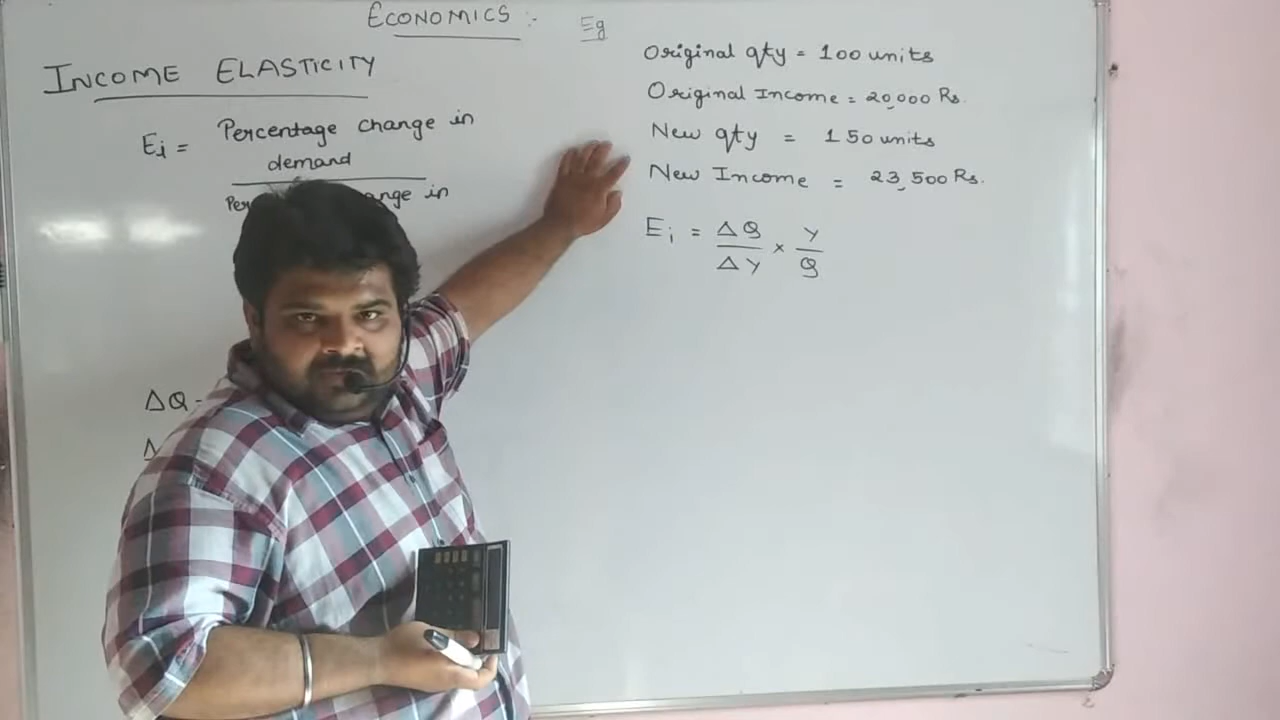 ECONOMICS :-
INCOME ELASTICITY
Ei = Percentage change in
demand
in
ΔQ -
Eg
Original qty = 100 units
Original Income = 20,000 Rs.
New qty = 150 units
New Income = 23,500 Rs.
Ei = ΔQ/ΔY × Y/Q